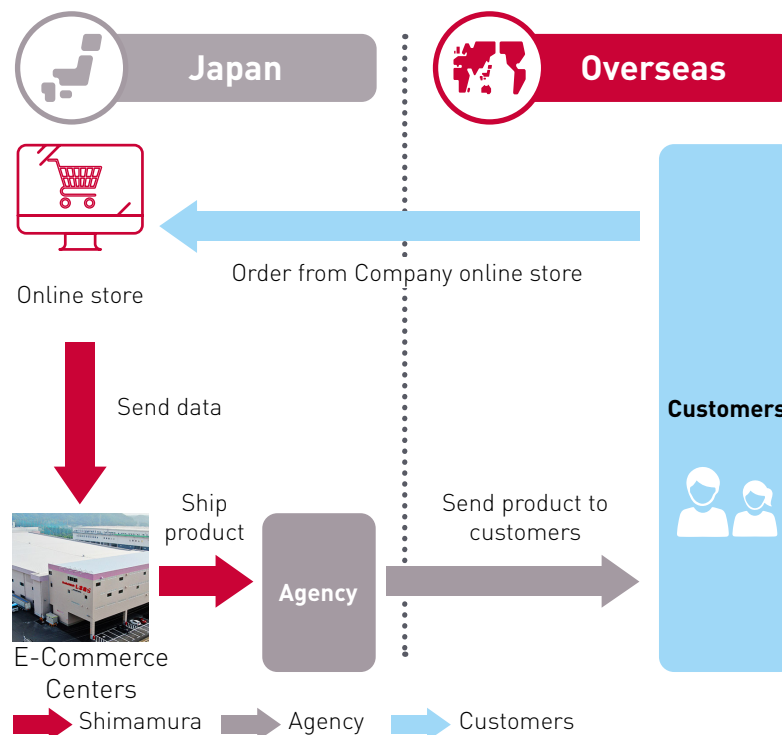 Japan
Overseas
Order from Company online store
Online store
Send data
Customers
Ship
product
Send product to
customers
Agency
E-Commerce
Centers
Shimamura
Agency
Customers